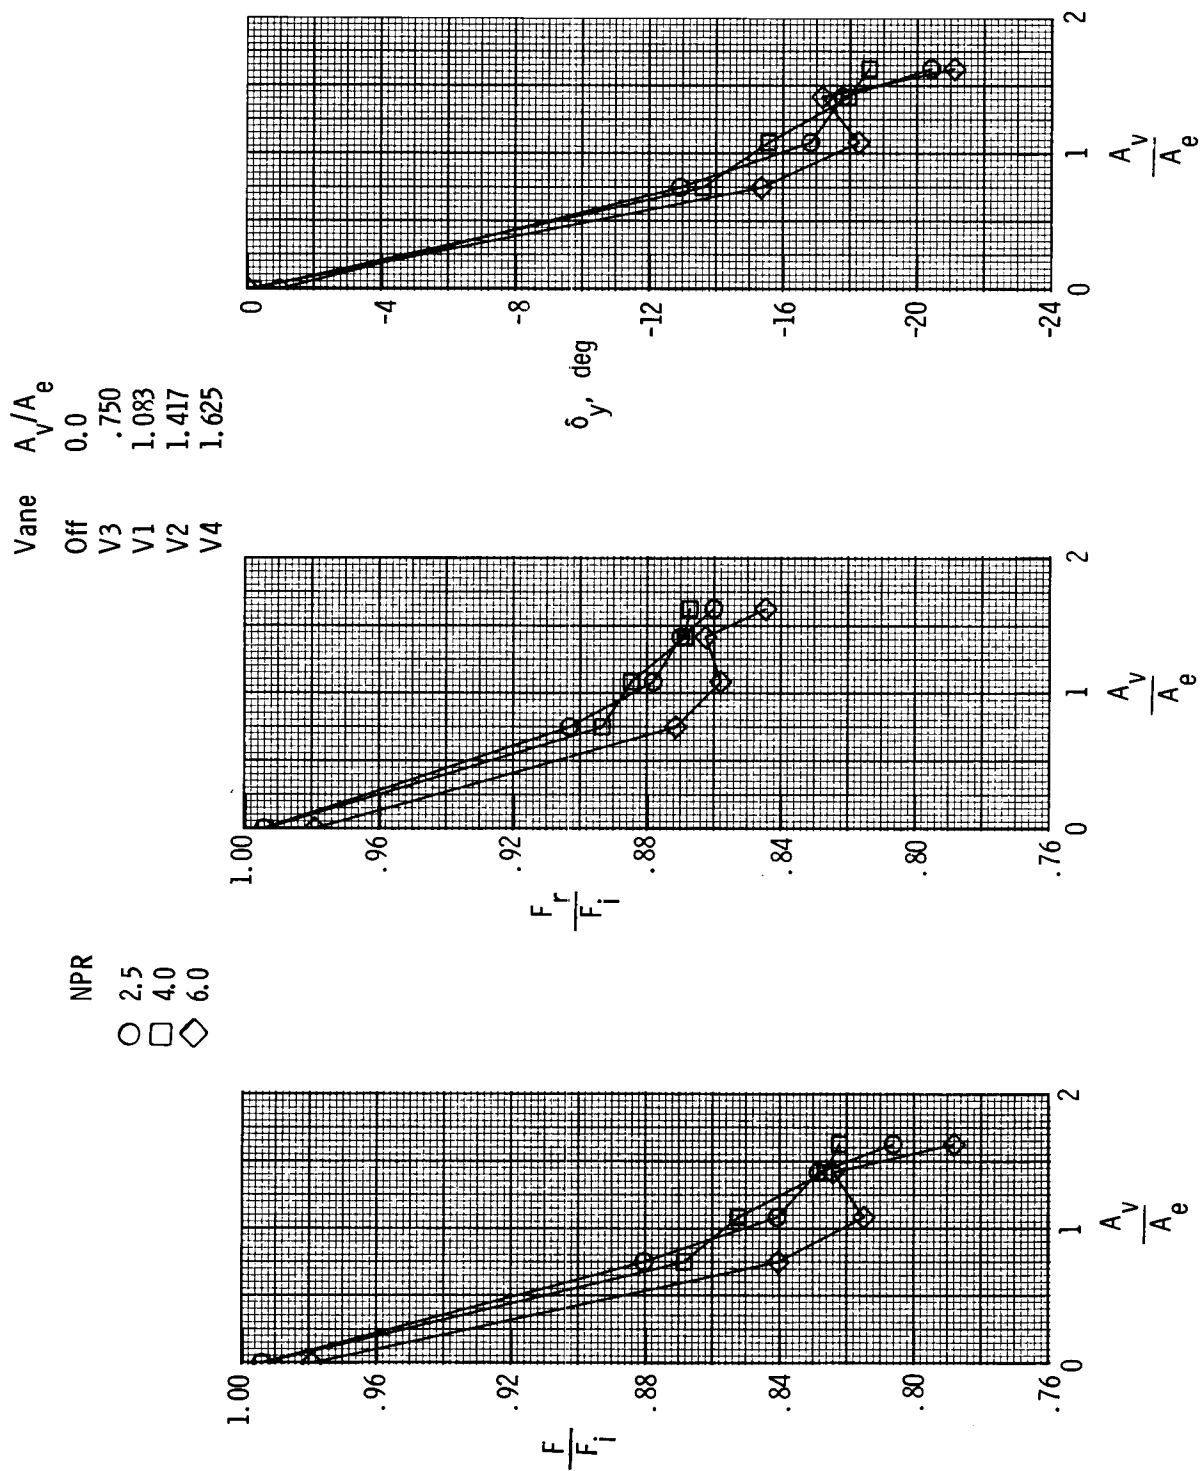 NPR
○ 2.5
□ 4.0
◇ 6.0
Vane A_v/A_e
Off 0.0
V3 .750
V1 1.083
V2 1.417
V4 1.625
F/F_i
1.00
.96
.92
.88
.84
.80
.76
0 1 2
A_v/A_e
F_r/F_i
1.00
.96
.92
.88
.84
.80
.76
0 1 2
A_v/A_e
δ_y, deg
0
-4
-8
-12
-16
-20
-24
0 1 2
A_v/A_e